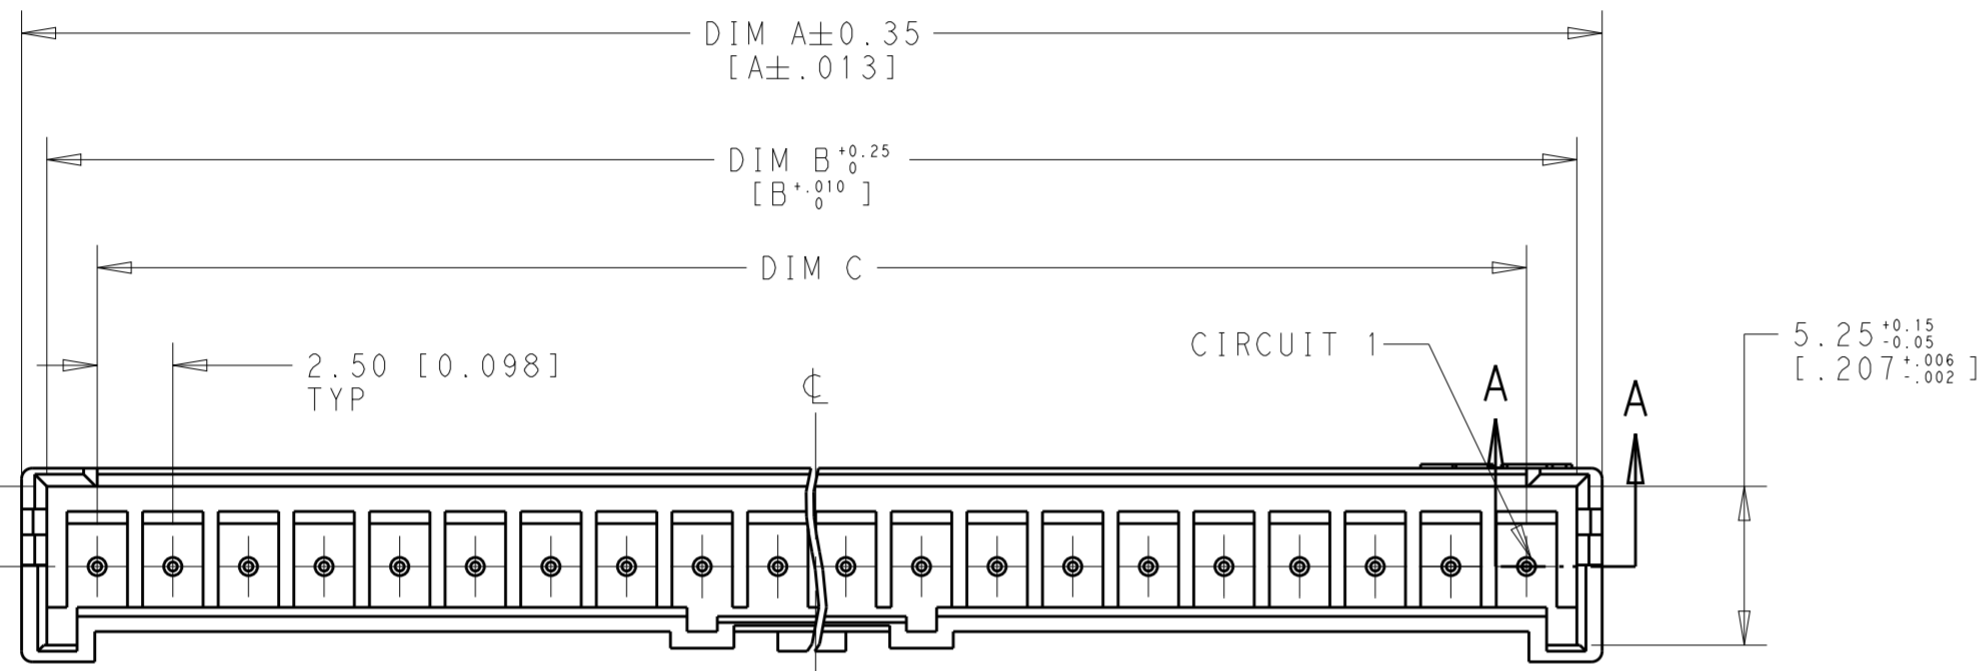 DIM A±0.35
[A±.013]
DIM B +0.25 0
[B +.010 0 ]
DIM C
2.50 [0.098]
TYP
℄
CIRCUIT 1
A
A
5.25 +0.15 -0.05
[.207 +.006 -.002 ]